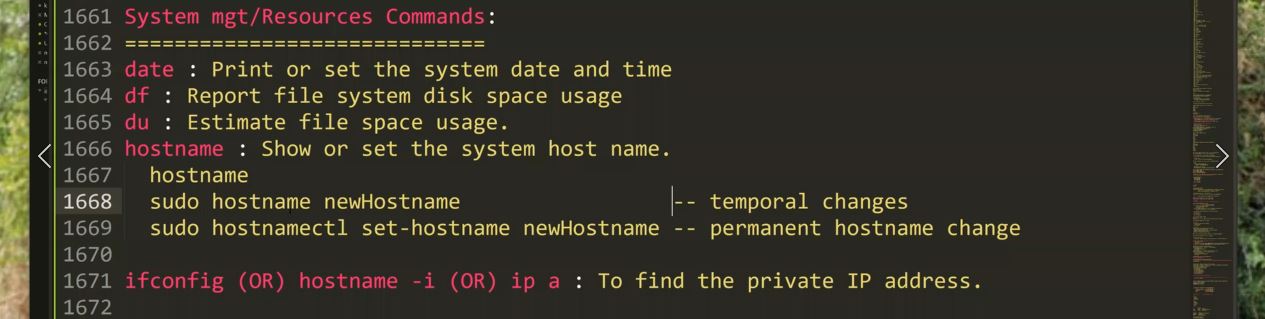 1661 System mgt/Resources Commands:
1662 =============================
1663 date : Print or set the system date and time
1664 df : Report file system disk space usage
1665 du : Estimate file space usage.
1666 hostname : Show or set the system host name.
1667 hostname
1668 sudo hostname newHostname -- temporal changes
1669 sudo hostnamectl set-hostname newHostname -- permanent hostname change
1670
1671 ifconfig (OR) hostname -i (OR) ip a : To find the private IP address.
1672